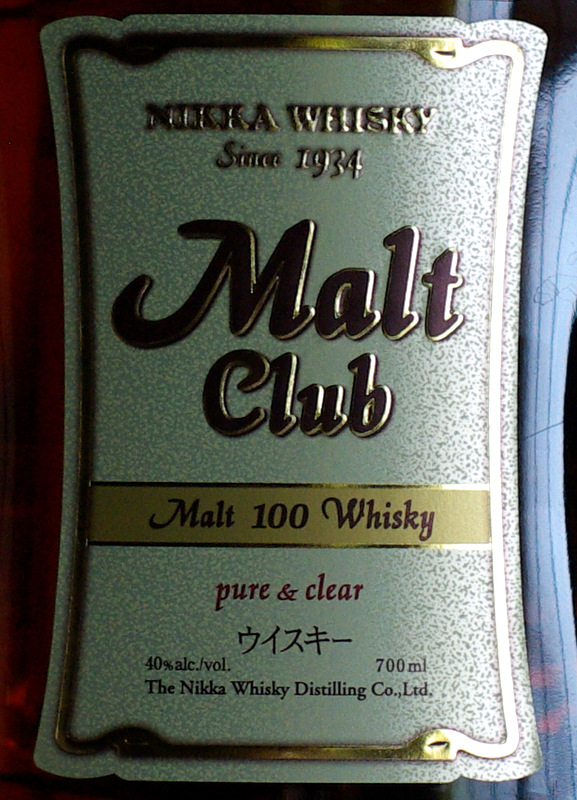 NIKKA WHISKY
Since 1934
Malt
Club
Malt 100 Whisky
pure & clear
ウイスキー
40%alc./vol. 700ml
The Nikka Whisky Distilling Co.,Ltd.